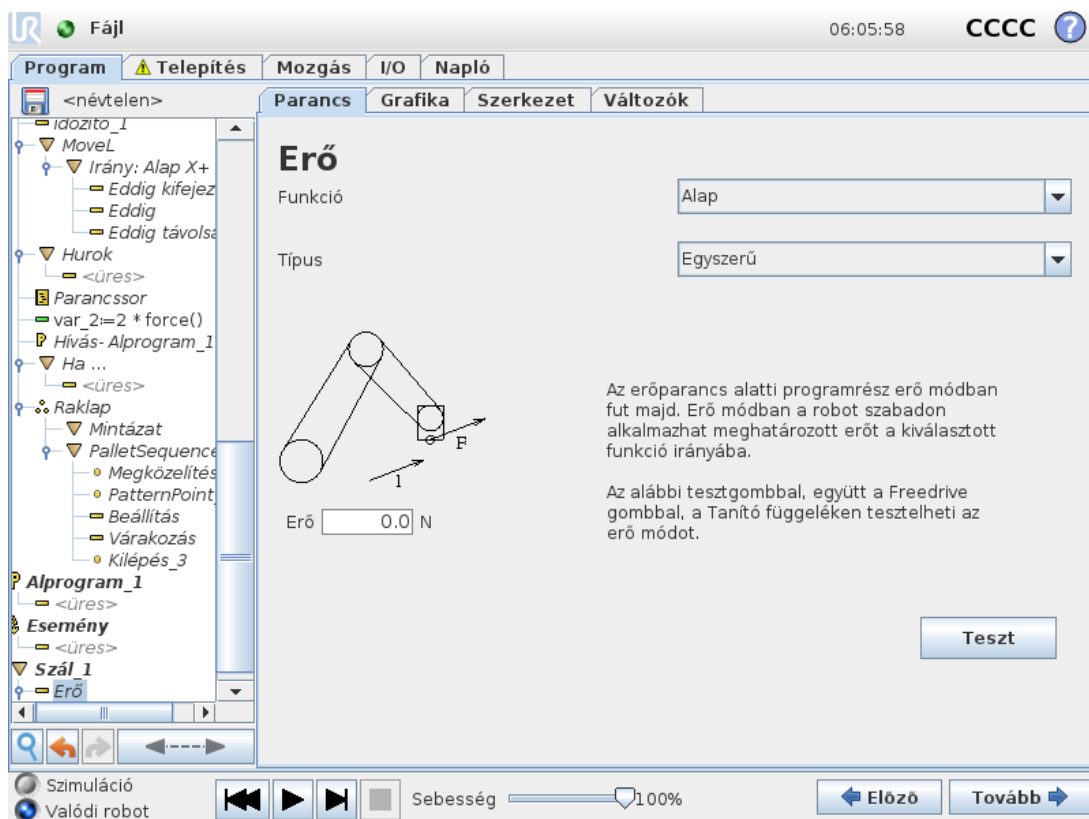 UR Fájl 06:05:58 CCCC ?
Program Telepítés Mozgás I/O Napló
<névtelen>
Parancs Grafika Szerkezet Változók
Időzítő_1
MoveL
Irány: Alap X+
Eddig kifejez
Eddig
Eddig távolsá
Hurok
<üres>
Parancssor
var_2:=2 * force()
Hívás- Alprogram_1
Ha ...
<üres>
Raklap
Mintázat
PalletSequence
Megközelítés
PatternPoint
Beállítás
Várakozás
Kilépés_3
Alprogram_1
<üres>
Esemény
<üres>
Szál_1
Erő
Erő
Funkció
Alap
Típus
Egyszerű
F
l
Erő 0.0 N
Az erőparancs alatti programrész erő módban
fut majd. Erő módban a robot szabadon
alkalmazhat meghatározott erőt a kiválasztott
funkció irányába.
Az alábbi tesztgombbal, együtt a Freedrive
gombbal, a Tanító függeléken tesztelheti az
erő módot.
Teszt
Szimuláció
Valódi robot
Sebesség 100%
Előző
Tovább